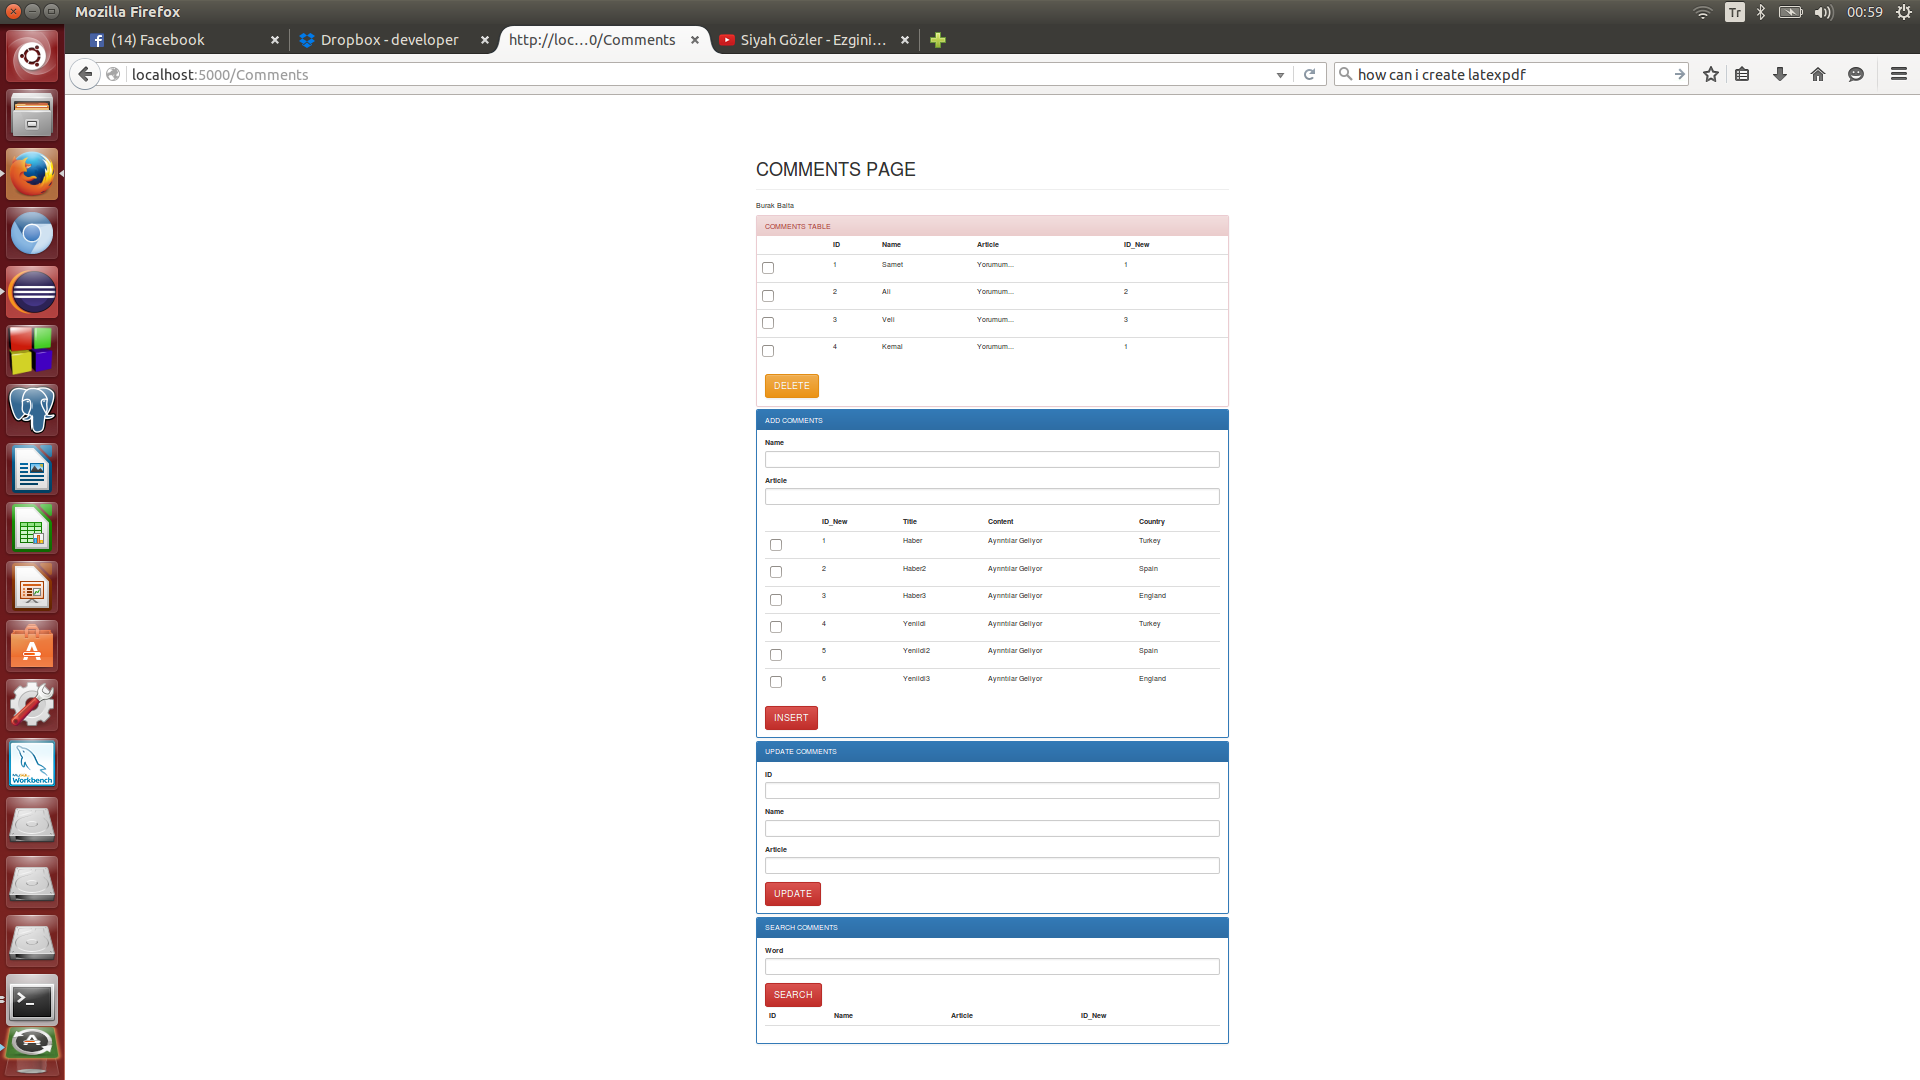 Mozilla Firefox
Tr
00:59
(14) Facebook
Dropbox - developer
http://loc...0/Comments
Siyah Gözler - Ezgini...
localhost:5000/Comments
how can i create latexpdf
COMMENTS PAGE
Burak Balta
COMMENTS TABLE
ID Name Article ID_New
1 Samet Yorumum... 1
2 Ali Yorumum... 2
3 Veli Yorumum... 3
4 Kemal Yorumum... 1
DELETE
ADD COMMENTS
Name
Article
ID_New Title Content Country
1 Haber Ayrıntılar Geliyor Turkey
2 Haber2 Ayrıntılar Geliyor Spain
3 Haber3 Ayrıntılar Geliyor England
4 Yenildi Ayrıntılar Geliyor Turkey
5 Yenildi2 Ayrıntılar Geliyor Spain
6 Yenildi3 Ayrıntılar Geliyor England
INSERT
UPDATE COMMENTS
ID
Name
Article
UPDATE
SEARCH COMMENTS
Word
SEARCH
ID Name Article ID_New
Workbench